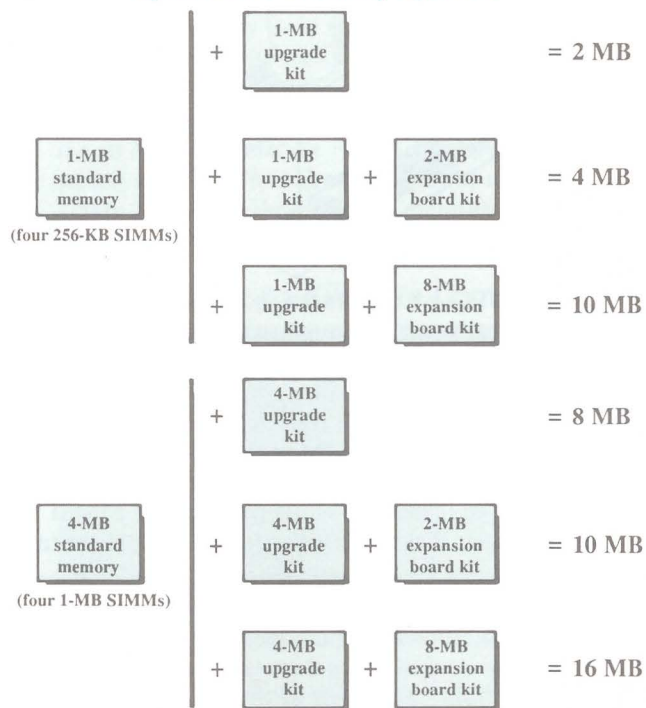 1-MB
upgrade
kit
+
= 2 MB
1-MB
standard
memory
(four 256-KB SIMMs)
+
1-MB
upgrade
kit
+
2-MB
expansion
board kit
= 4 MB
+
1-MB
upgrade
kit
+
8-MB
expansion
board kit
= 10 MB
+
4-MB
upgrade
kit
= 8 MB
4-MB
standard
memory
(four 1-MB SIMMs)
+
4-MB
upgrade
kit
+
2-MB
expansion
board kit
= 10 MB
+
4-MB
upgrade
kit
+
8-MB
expansion
board kit
= 16 MB